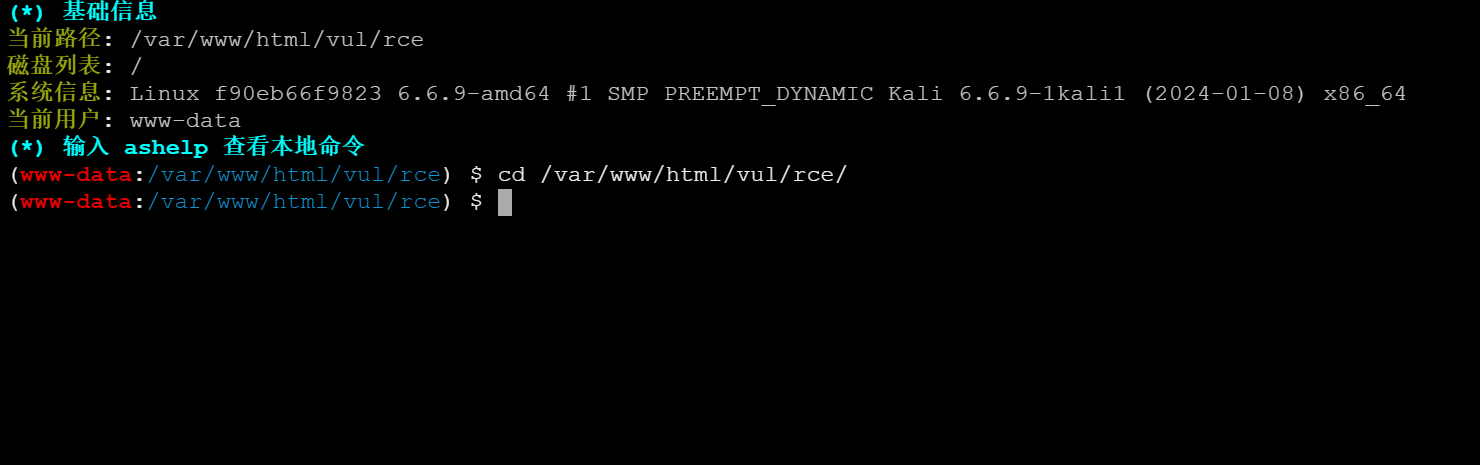 (*) 基础信息
当前路径: /var/www/html/vul/rce
磁盘列表: /
系统信息: Linux f90eb66f9823 6.6.9-amd64 #1 SMP PREEMPT_DYNAMIC Kali 6.6.9-1kali1 (2024-01-08) x86_64
当前用户: www-data
(*) 输入 ashelp 查看本地命令
(www-data:/var/www/html/vul/rce) $ cd /var/www/html/vul/rce/
(www-data:/var/www/html/vul/rce) $